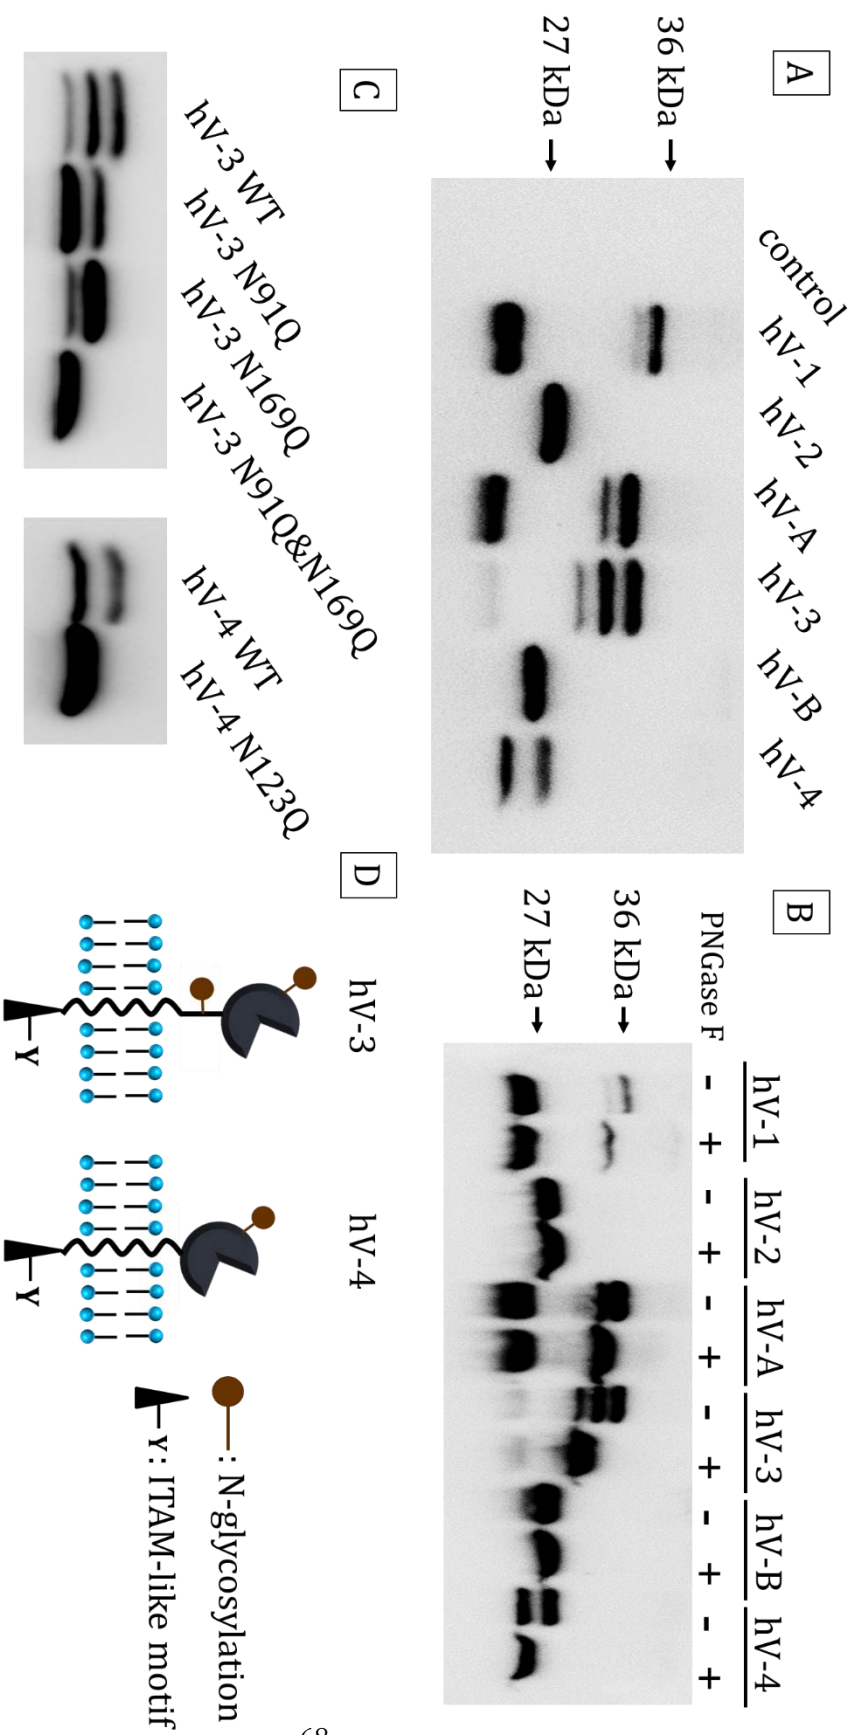 A
36 kDa
27 kDa
control
hV-1
hV-2
hV-A
hV-3
hV-B
hV-4
B
PNGase F
hV-1
hV-2
hV-A
hV-3
hV-B
hV-4
- + - + - + - + - + - +
36 kDa
27 kDa
C
hV-3 WT
hV-3 N91Q
hV-3 N169Q
hV-3 N91Q&N169Q
hV-4 WT
hV-4 N123Q
D
hV-3
hV-4
Y
Y
: N-glycosylation
Y: ITAM-like motif